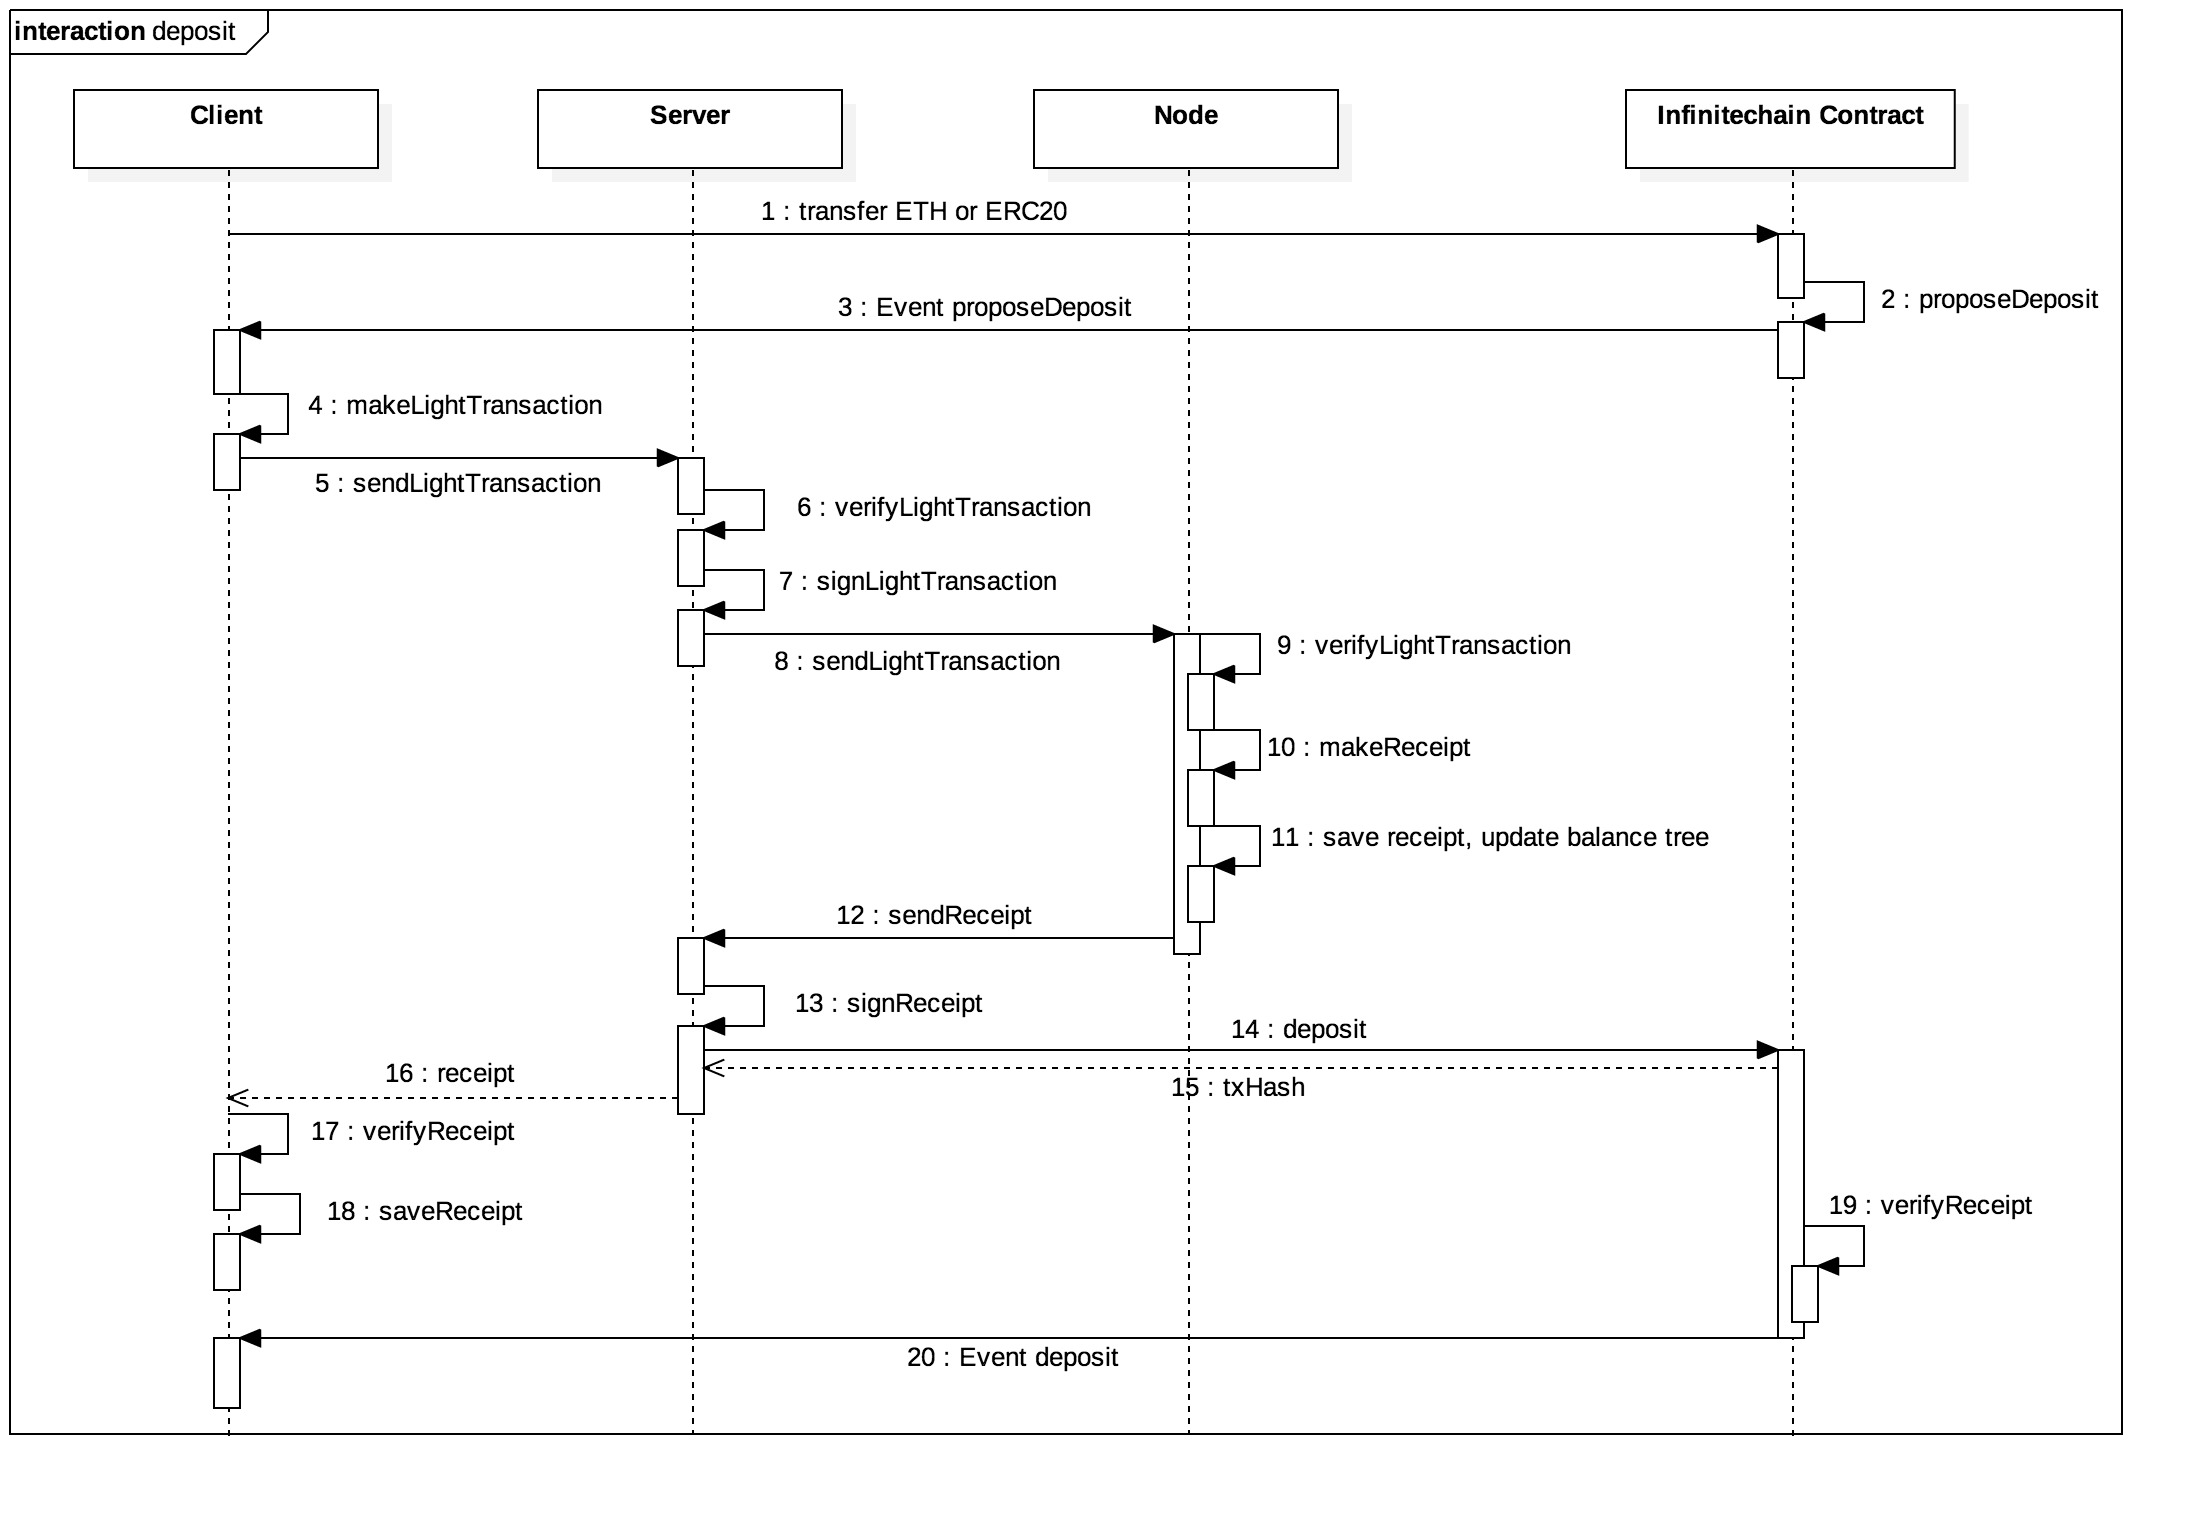 interaction deposit
Client
Server
Node
Infinitechain Contract
1 : transfer ETH or ERC20
2 : proposeDeposit
3 : Event proposeDeposit
4 : makeLightTransaction
5 : sendLightTransaction
6 : verifyLightTransaction
7 : signLightTransaction
8 : sendLightTransaction
9 : verifyLightTransaction
10 : makeReceipt
11 : save receipt, update balance tree
12 : sendReceipt
13 : signReceipt
14 : deposit
15 : txHash
16 : receipt
17 : verifyReceipt
18 : saveReceipt
19 : verifyReceipt
20 : Event deposit